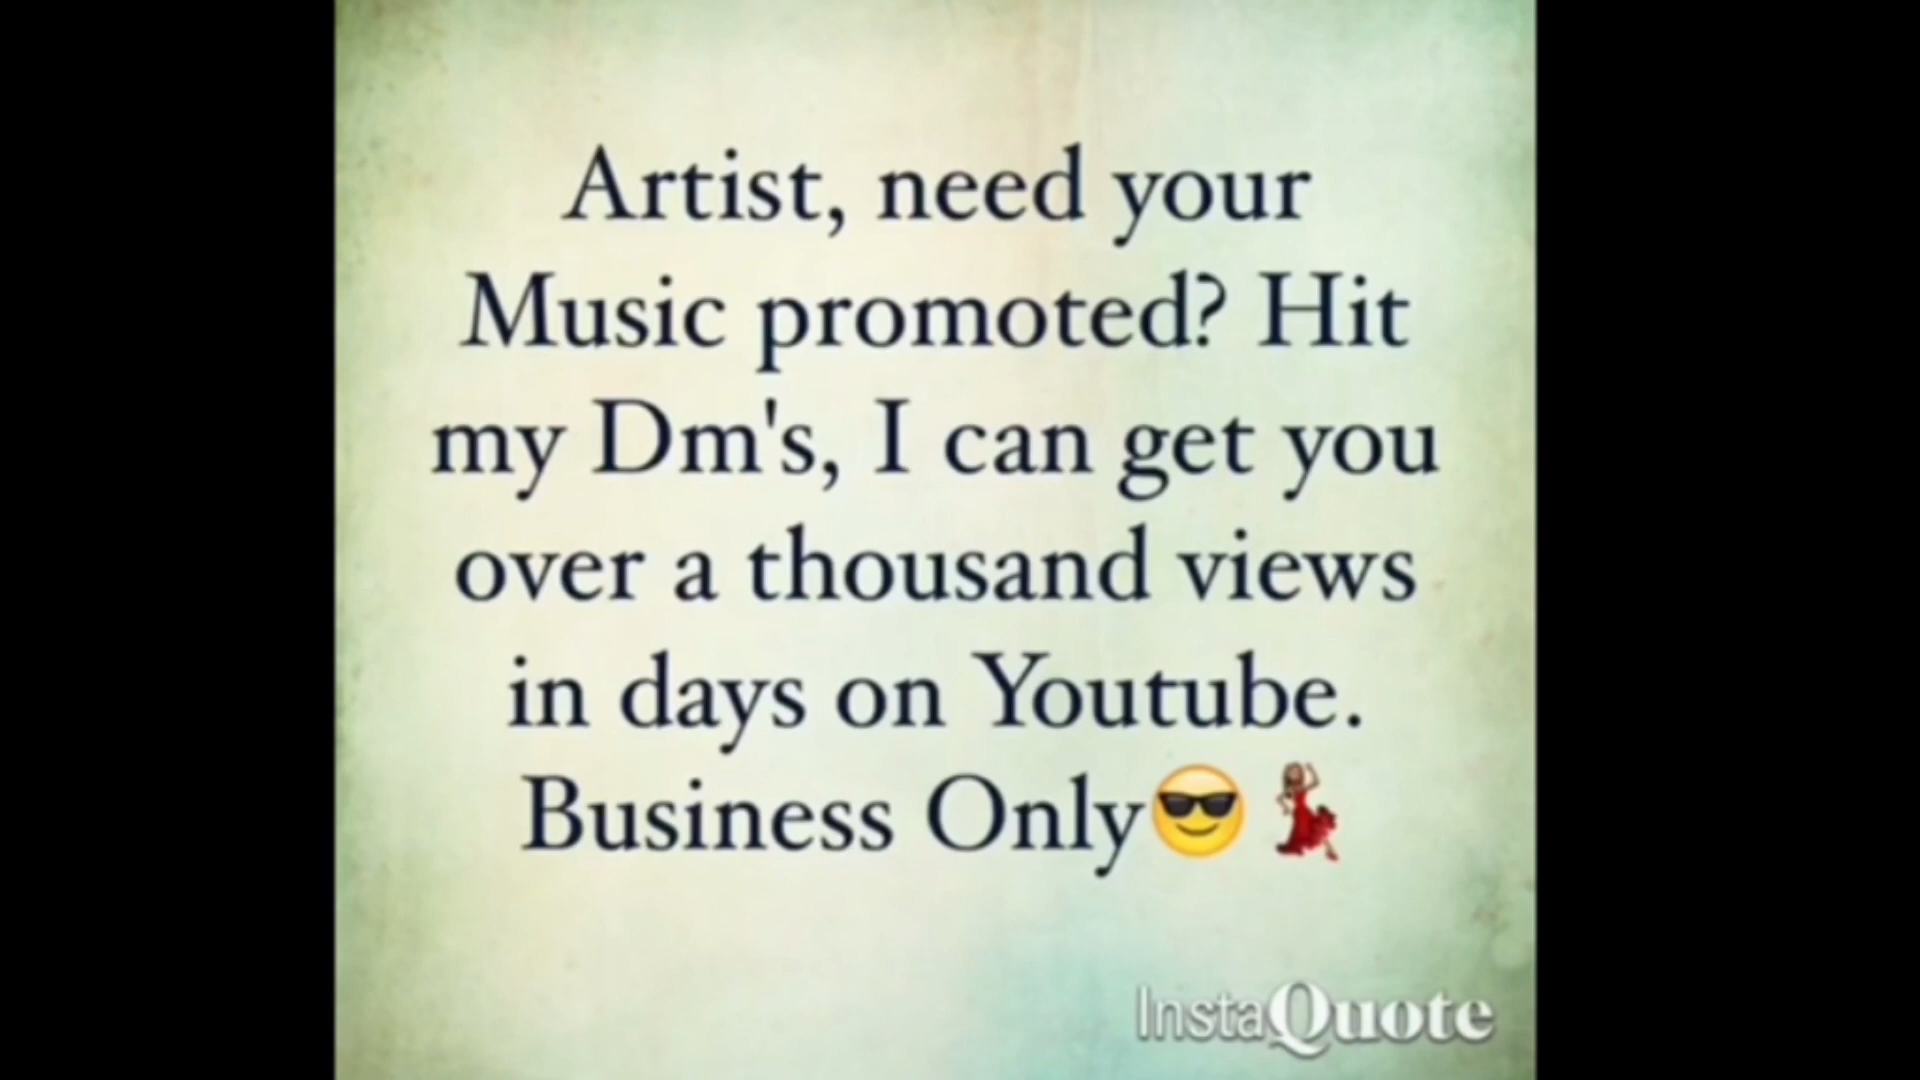 Artist, need your
Music promoted? Hit
my Dm's, I can get you
over a thousand views
in days on Youtube.
Business Only😎💃
InstaQuote